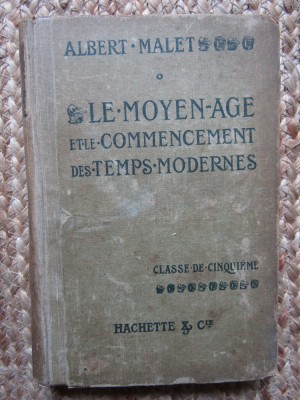 ALBERT·MALET
LE·MOYEN-AGE
ET·LE·COMMENCEMENT
DES·TEMPS·MODERNES
CLASSE·DE·CINQUIÈME
HACHETTE & Cie